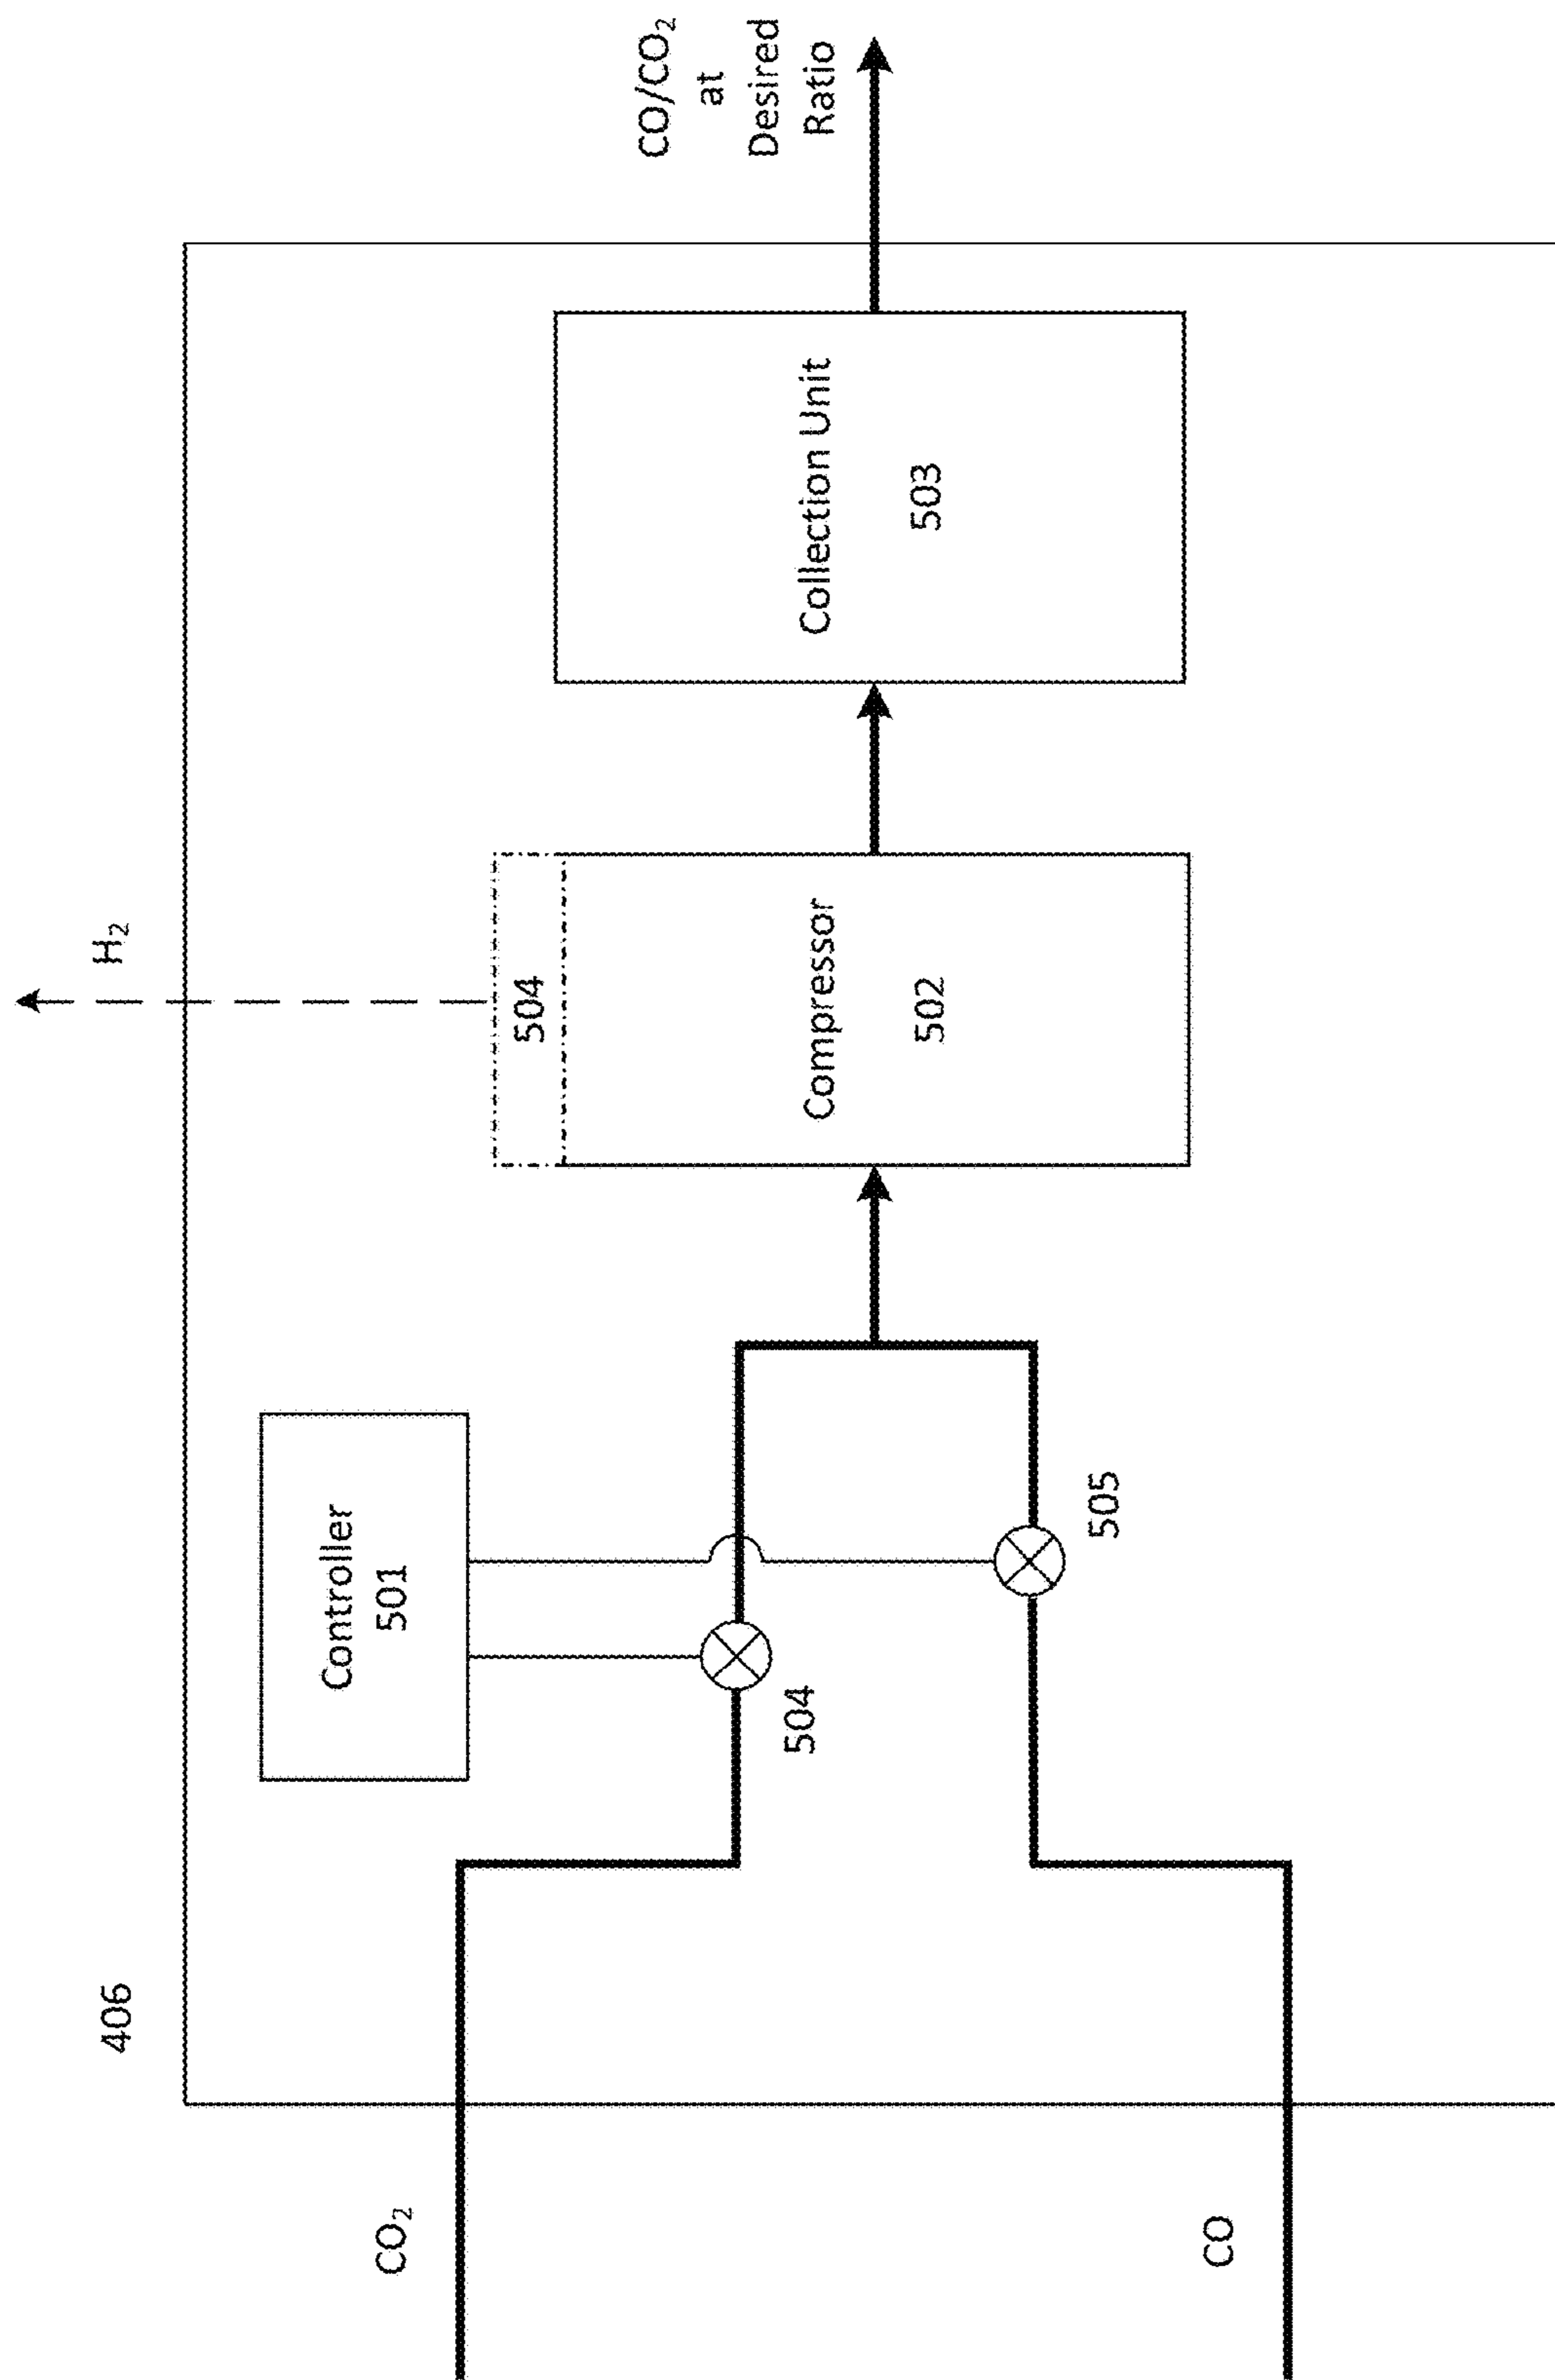 406
CO₂
CO
Controller
501
504
505
H₂
504
Compressor
502
Collection Unit
503
CO/CO₂
at
Desired
Ratio